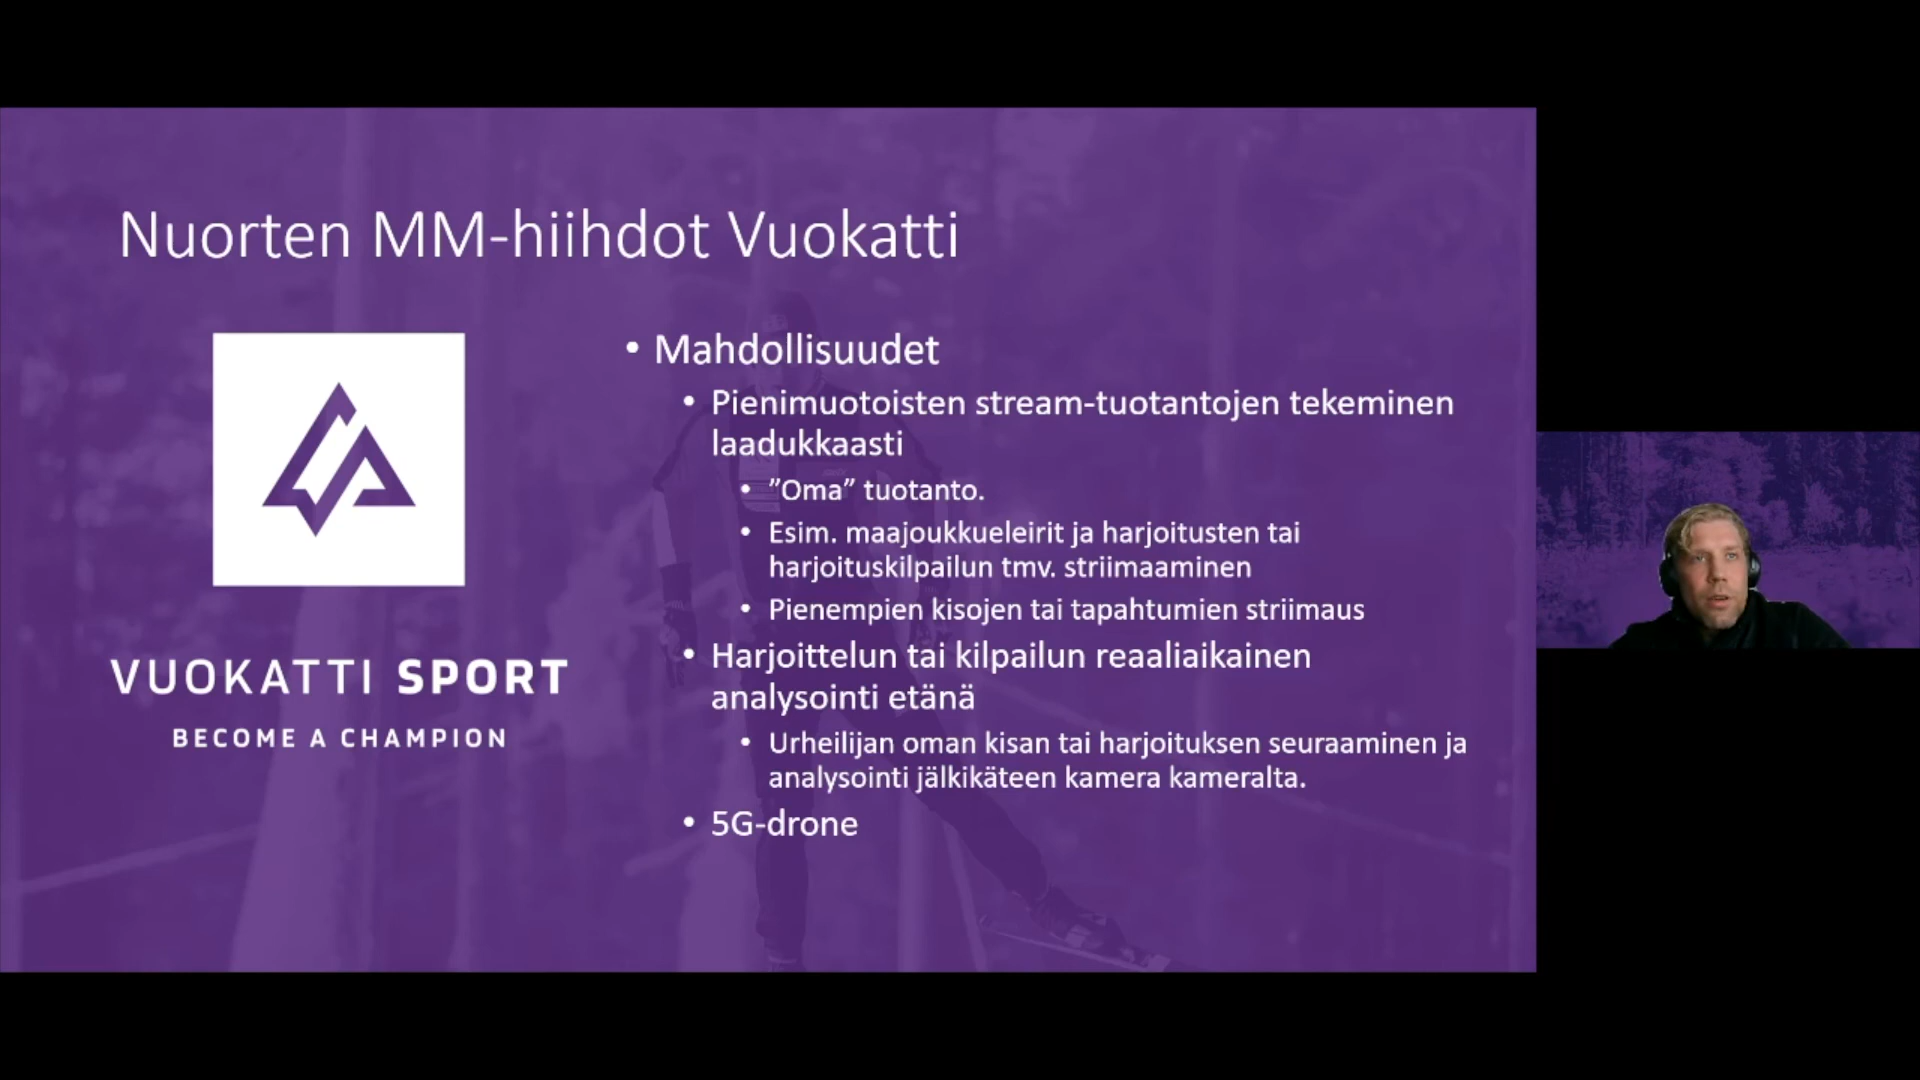 Nuorten MM-hiihdot Vuokatti
VUOKATTI SPORT
BECOME A CHAMPION
• Mahdollisuudet
• Pienimuotoisten stream-tuotantojen tekeminen
laadukkaasti
• ”Oma” tuotanto.
• Esim. maajoukkueleirit ja harjoitusten tai
harjoituskilpailun tmv. striimaaminen
• Pienempien kisojen tai tapahtumien striimaus
• Harjoittelun tai kilpailun reaaliaikainen
analysointi etänä
• Urheilijan oman kisan tai harjoituksen seuraaminen ja
analysointi jälkikäteen kamera kameralta.
• 5G-drone